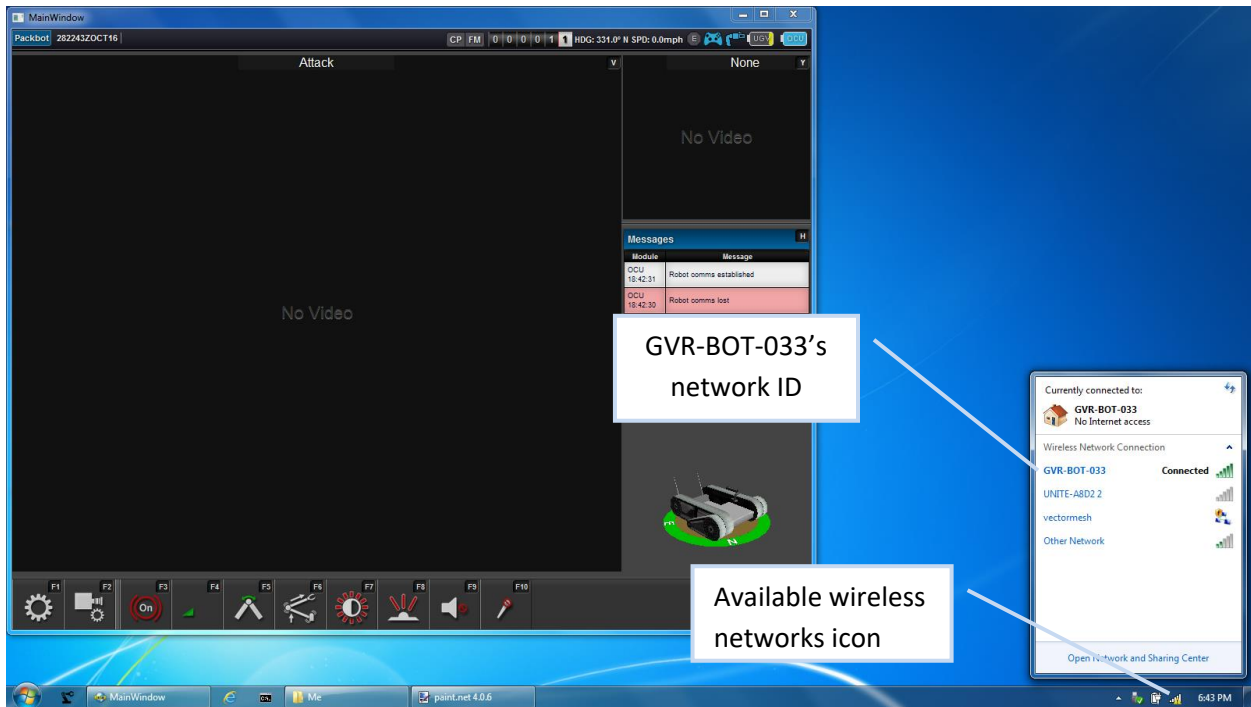 MainWindow
Packbot 282243ZOCT16
CP FM 0 0 0 0 1 1 HDG: 331.0° N SPD: 0.0mph E UGV OCU
Attack V
None Y
No Video
No Video
Messages H
Module Message
OCU
18:42:31 Robot comms established
OCU
18:42:30 Robot comms lost
GVR-BOT-033’s
network ID
Currently connected to:
GVR-BOT-033
No Internet access
Wireless Network Connection
GVR-BOT-033 Connected
UNITE-A8D2 2
vectormesh
Other Network
Open Network and Sharing Center
E
N
F1 F2 F3 F4 F5 F6 F7 F8 F9 F10
On
Available wireless
networks icon
MainWindow
Me
paint.net 4.0.6
6:43 PM